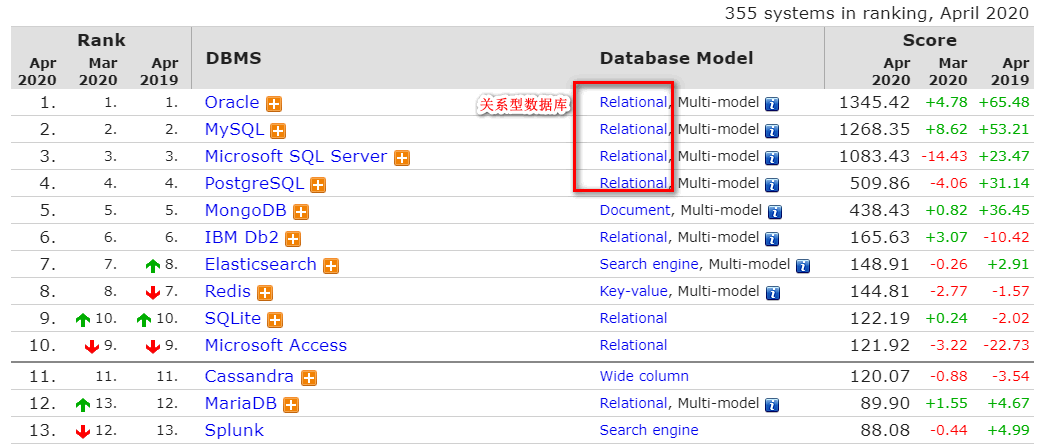 355 systems in ranking, April 2020
Rank DBMS Database Model Score
Apr 2020 Mar 2020 Apr 2019 Apr 2020 Mar 2020 Apr 2019
1. 1. 1. Oracle 关系型数据库 Relational, Multi-model 1345.42 +4.78 +65.48
2. 2. 2. MySQL Relational, Multi-model 1268.35 +8.62 +53.21
3. 3. 3. Microsoft SQL Server Relational, Multi-model 1083.43 -14.43 +23.47
4. 4. 4. PostgreSQL Relational, Multi-model 509.86 -4.06 +31.14
5. 5. 5. MongoDB Document, Multi-model 438.43 +0.82 +36.45
6. 6. 6. IBM Db2 Relational, Multi-model 165.63 +3.07 -10.42
7. 7. 8. Elasticsearch Search engine, Multi-model 148.91 -0.26 +2.91
8. 8. 7. Redis Key-value, Multi-model 144.81 -2.77 -1.57
9. 10. 10. SQLite Relational 122.19 +0.24 -2.02
10. 9. 9. Microsoft Access Relational 121.92 -3.22 -22.73
11. 11. 11. Cassandra Wide column 120.07 -0.88 -3.54
12. 13. 12. MariaDB Relational, Multi-model 89.90 +1.55 +4.67
13. 12. 13. Splunk Search engine 88.08 -0.44 +4.99